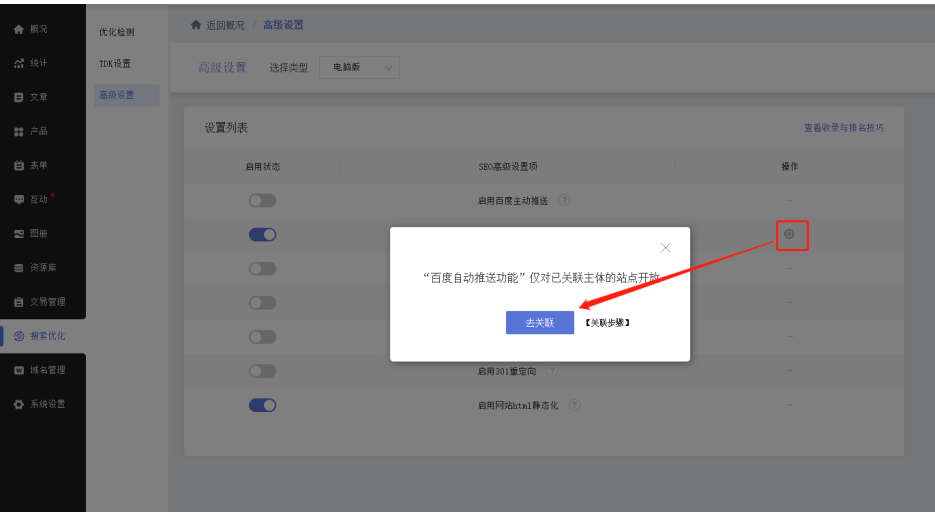 概况
统计
文章
产品
表单
互动
图册
资源库
交易管理
搜索优化
域名管理
系统设置
优化检测
TDK设置
高级设置
返回概况 / 高级设置
高级设置 选择类型 电脑版
设置列表 查看收录与排名技巧
启用状态 SEO高级设置项 操作
启用百度主动推送 ?
“百度自动推送功能”仅对已关联主体的站点开放
去关联 【关联步骤】
启用301重定向 ?
启用网站html静态化 ?